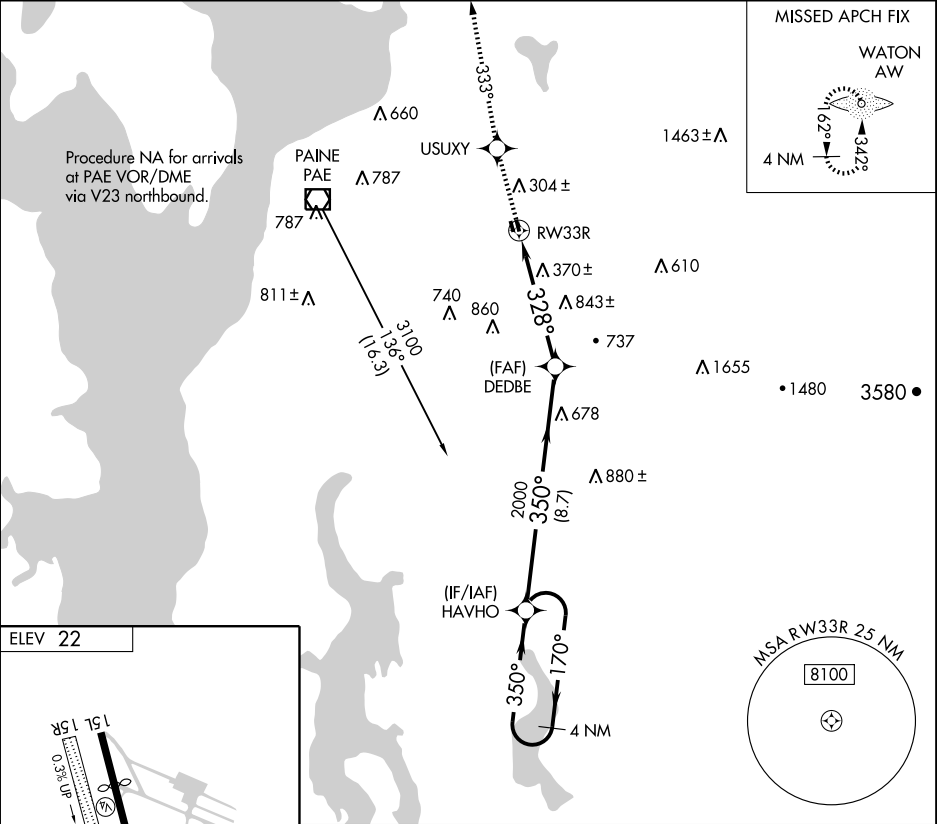 MISSED APCH FIX
WATON
AW
162°
342°
4 NM
333°
660
1463±
USUXY
Procedure NA for arrivals
at PAE VOR/DME
via V23 northbound.
PAINE
PAE
787
304±
787
RW33R
370±
610
811±
740
860
843±
328°
737
3100
136°
(16.3)
(FAF)
DEDBE
1655
1480
3580
678
880±
2000
350°
(8.7)
(IF/IAF)
HAVHO
350°
170°
4 NM
MSA RW33R 25 NM
8100
ELEV 22
15R
15L
0.3% UP